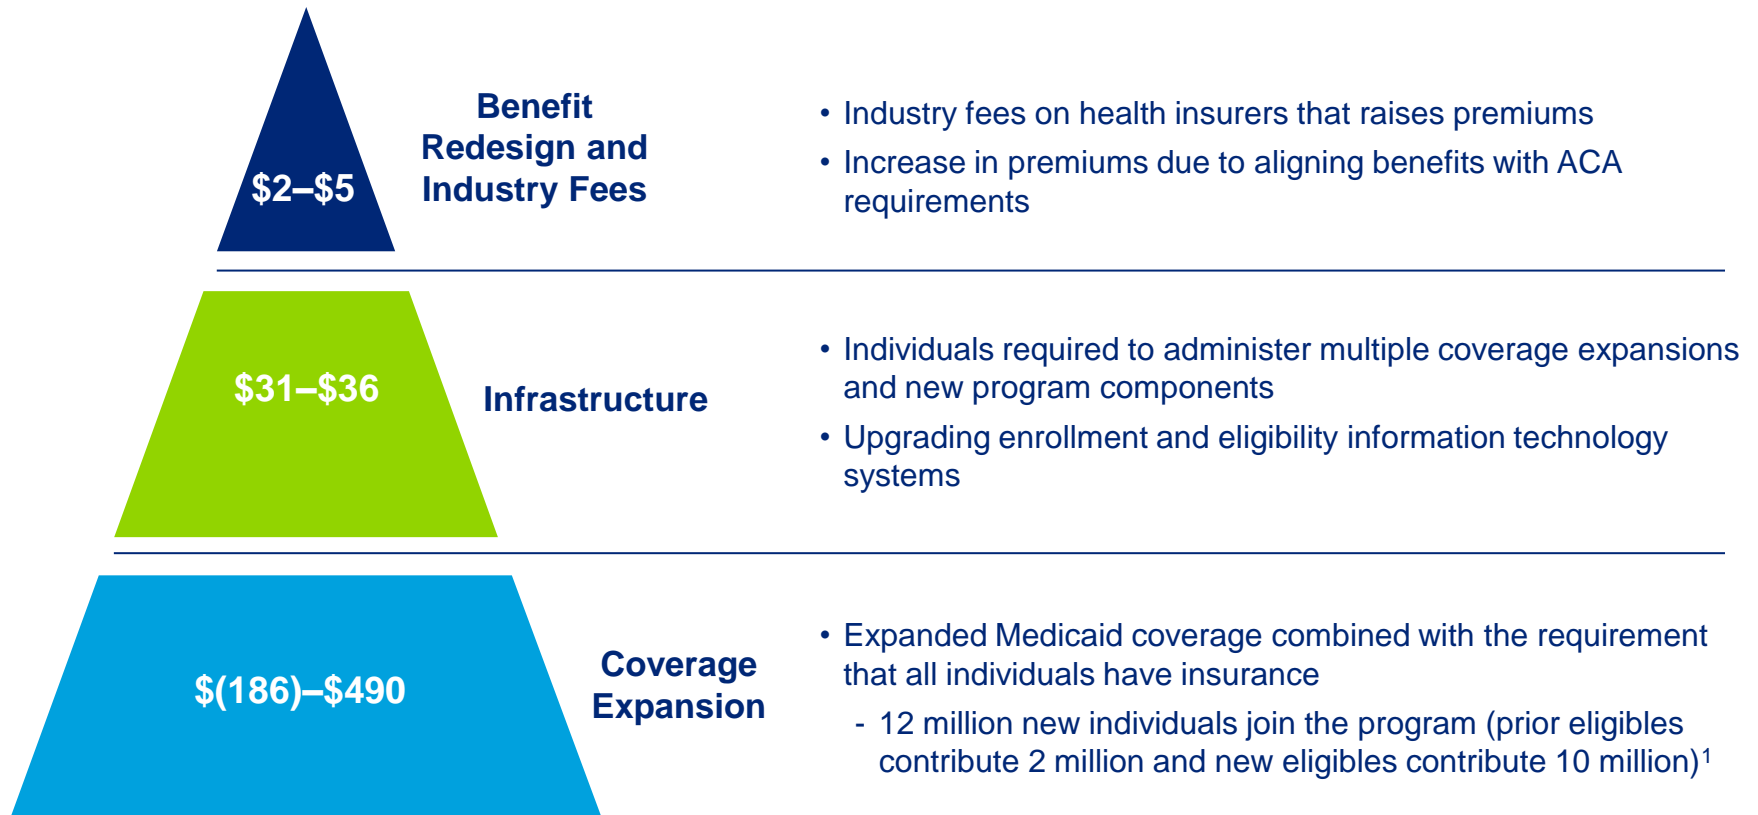 $2–$5
Benefit
Redesign and
Industry Fees
• Industry fees on health insurers that raises premiums
• Increase in premiums due to aligning benefits with ACA
requirements
$31–$36
Infrastructure
• Individuals required to administer multiple coverage expansions
and new program components
• Upgrading enrollment and eligibility information technology
systems
$(186)–$490
Coverage
Expansion
• Expanded Medicaid coverage combined with the requirement
that all individuals have insurance
- 12 million new individuals join the program (prior eligibles
contribute 2 million and new eligibles contribute 10 million)¹